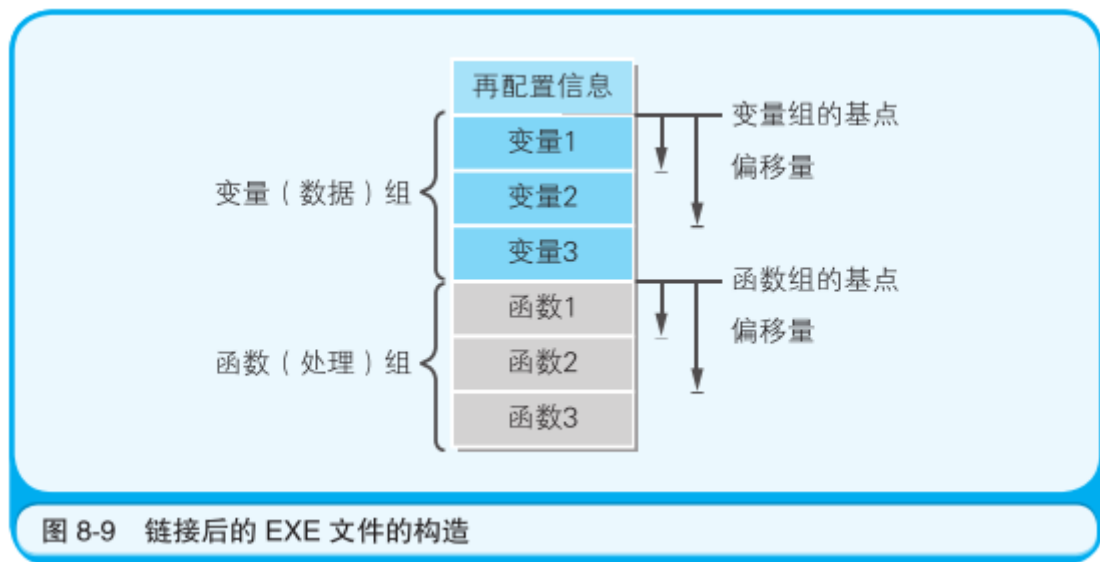 再配置信息
变量1
变量2
变量3
函数1
函数2
函数3
变量（数据）组
函数（处理）组
变量组的基点
偏移量
函数组的基点
偏移量
图 8-9 链接后的 EXE 文件的构造